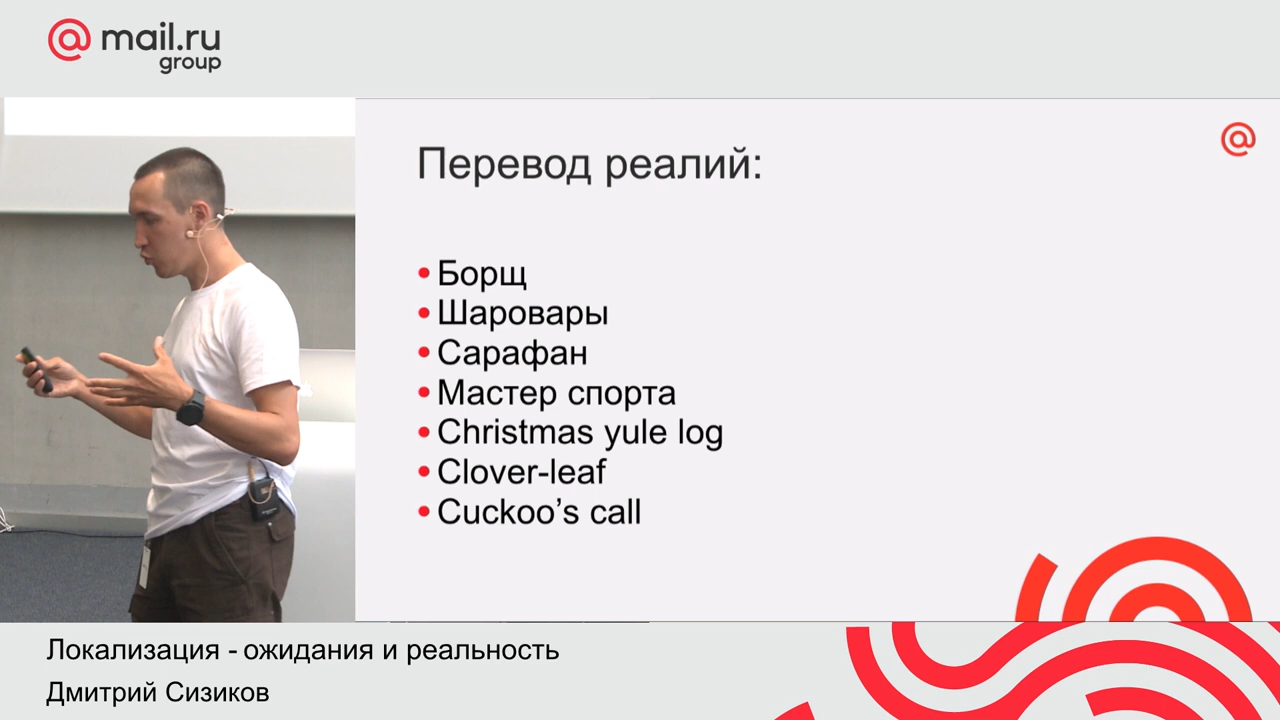 @mail.ru
group
Перевод реалий:
@
• Борщ
• Шаровары
• Сарафан
• Мастер спорта
• Christmas yule log
• Clover-leaf
• Cuckoo’s call
Локализация - ожидания и реальность
Дмитрий Сизиков